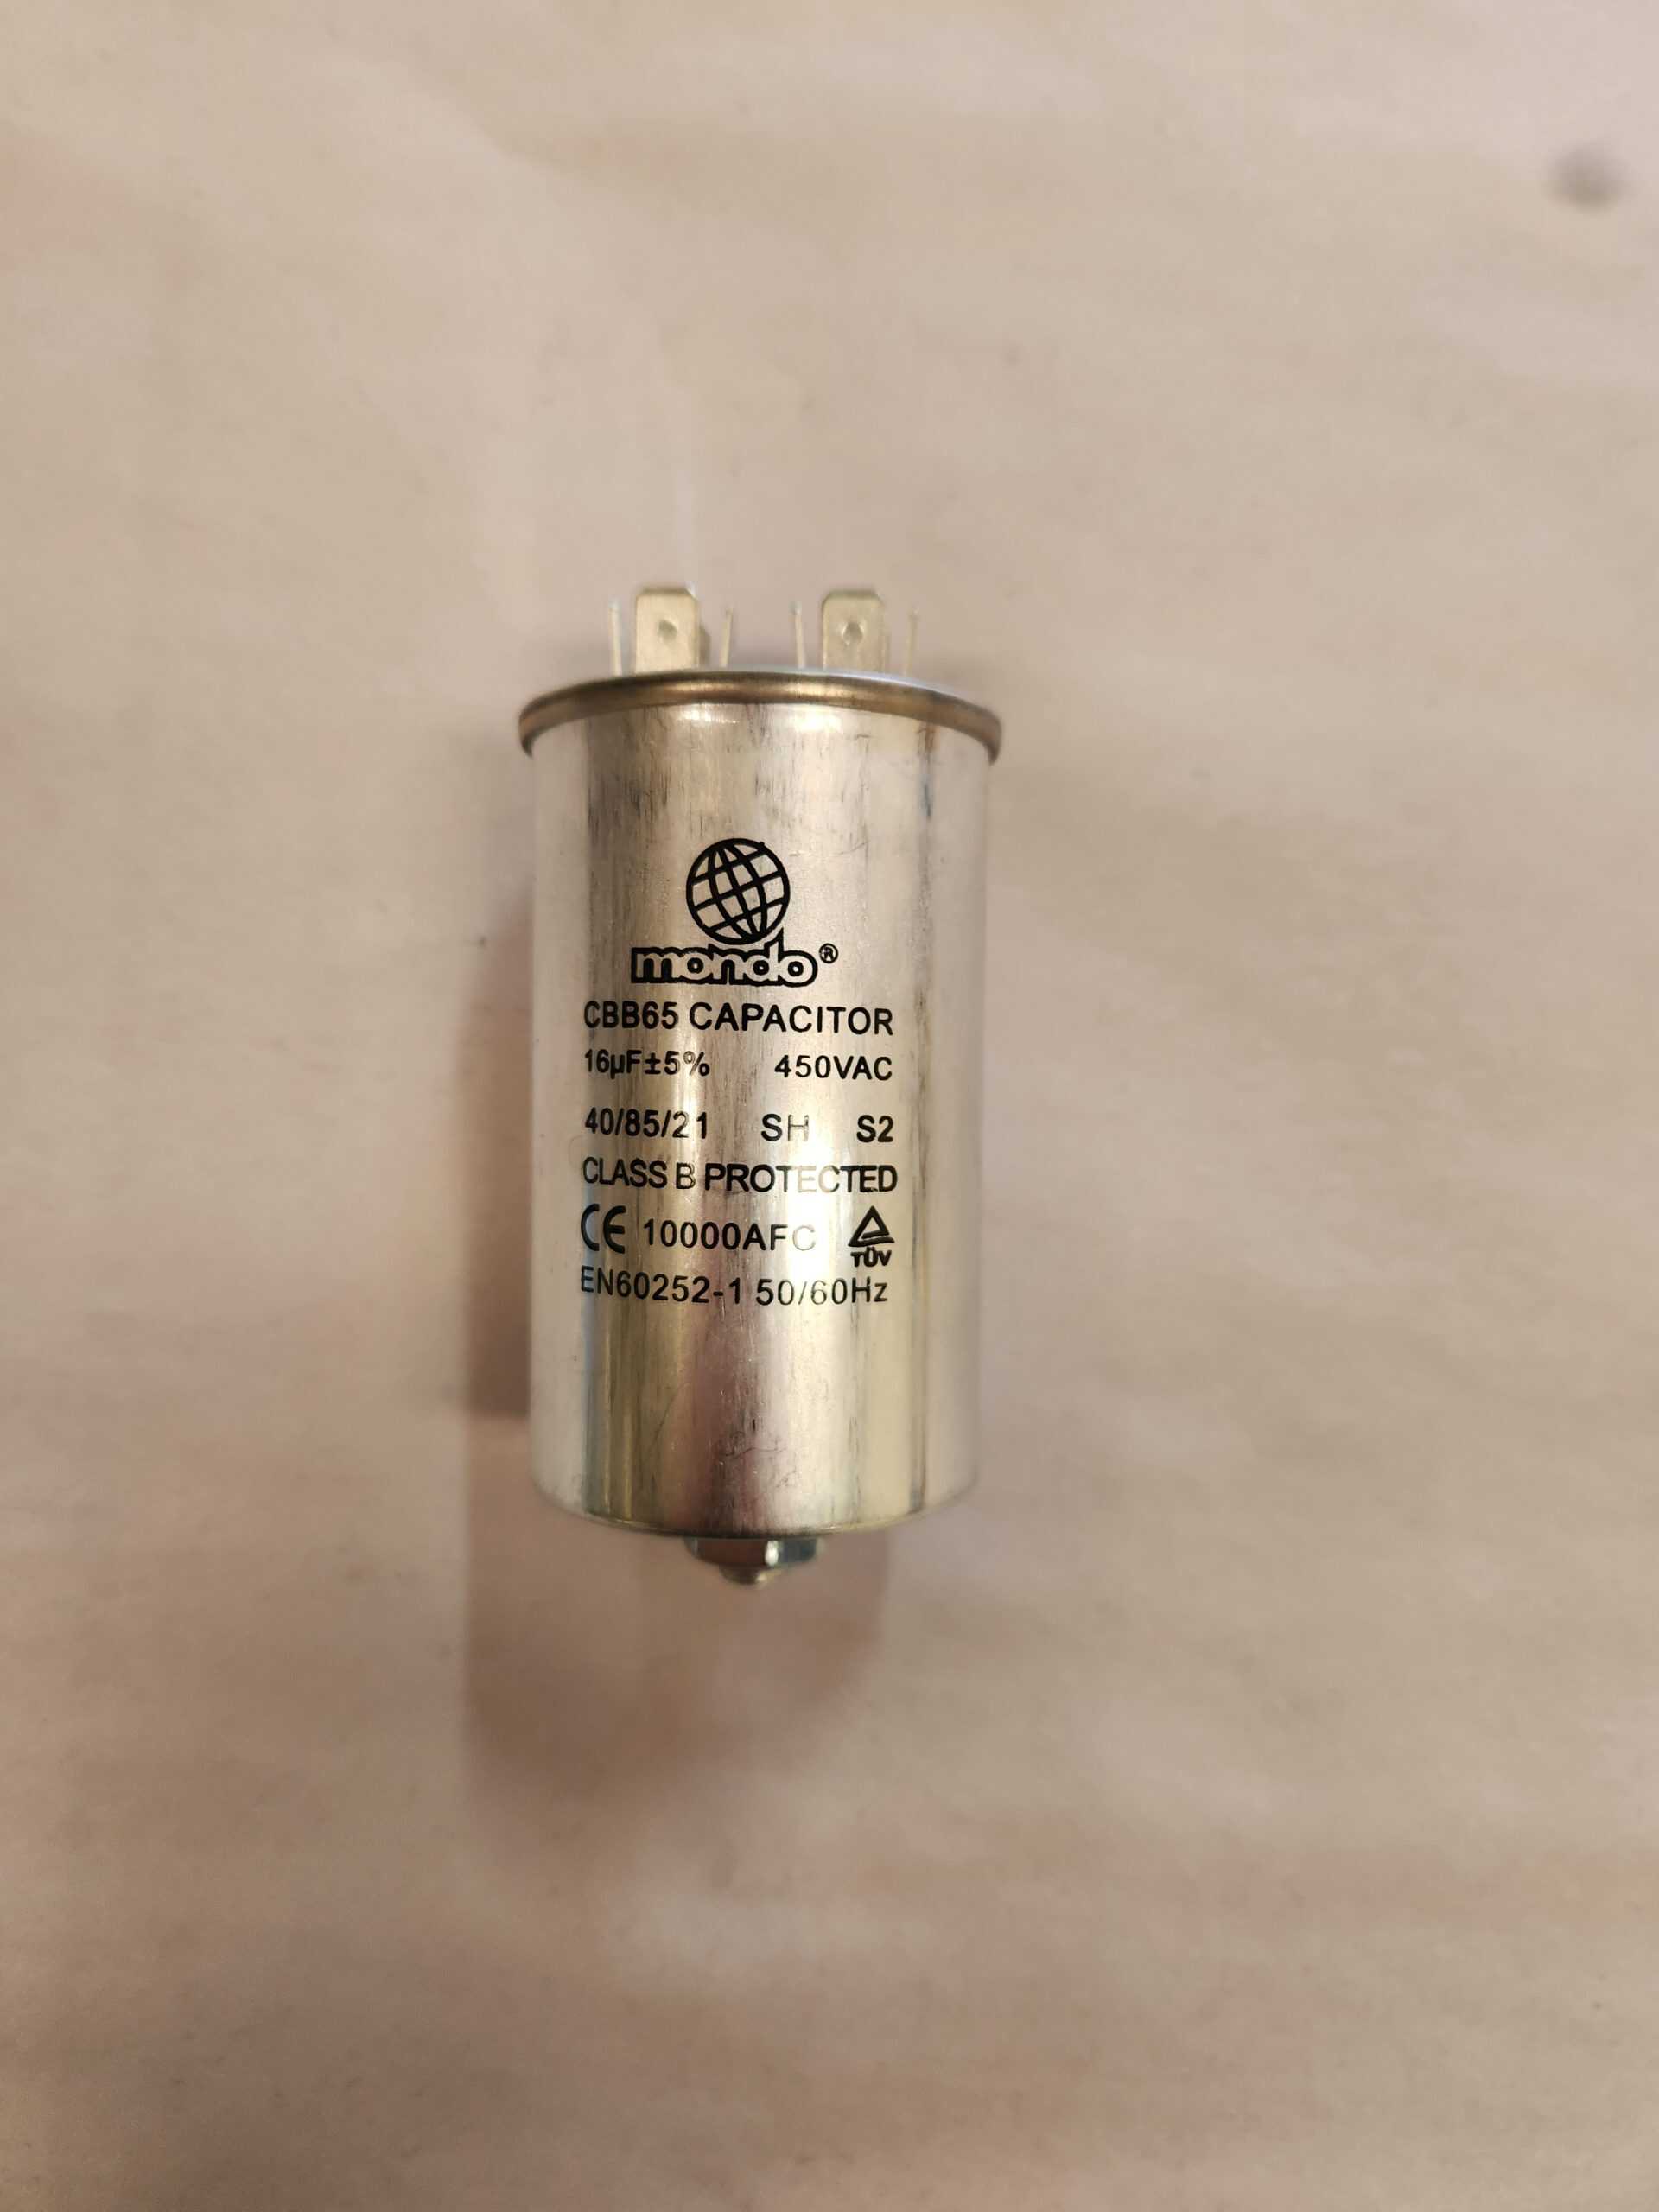 mondo®
CBB65 CAPACITOR
16µF±5% 450VAC
40/85/21 SH S2
CLASS B PROTECTED
CE 10000AFC TÜV
EN60252-1 50/60Hz